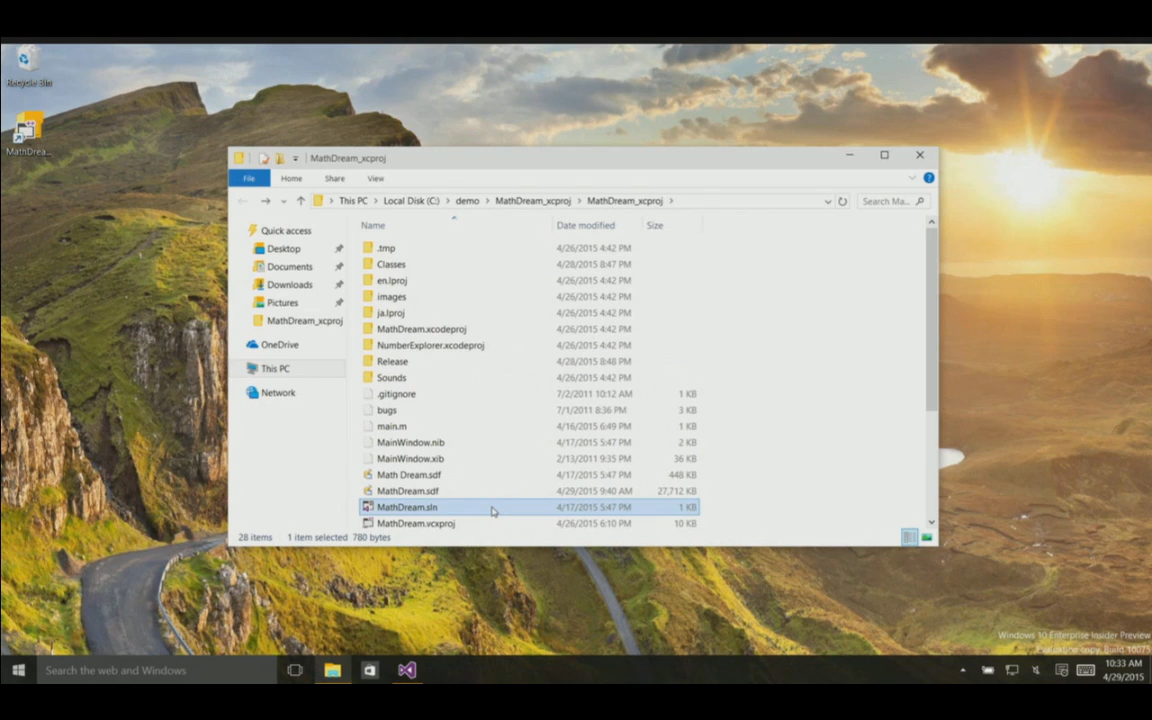 Recycle Bin
MathDrea...
MathDream_xcproj
File Home Share View
This PC Local Disk (C:) demo MathDream_xcproj MathDream_xcproj
Search Ma...
Name Date modified Size
Quick access
Desktop
Documents
Downloads
Pictures
MathDream_xcproj
OneDrive
This PC
Network
.tmp 4/26/2015 4:42 PM
Classes 4/28/2015 8:47 PM
en.lproj 4/26/2015 4:42 PM
images 4/26/2015 4:42 PM
ja.lproj 4/26/2015 4:42 PM
MathDream.xcodeproj 4/26/2015 4:42 PM
NumberExplorer.xcodeproj 4/26/2015 4:42 PM
Release 4/28/2015 8:48 PM
Sounds 4/26/2015 4:42 PM
.gitignore 7/2/2011 10:12 AM 1 KB
bugs 7/1/2011 8:36 PM 3 KB
main.m 4/16/2015 6:49 PM 1 KB
MainWindow.nib 4/17/2015 5:47 PM 2 KB
MainWindow.xib 2/13/2011 9:35 PM 36 KB
Math Dream.sdf 4/17/2015 5:47 PM 448 KB
MathDream.sdf 4/29/2015 9:40 AM 27,712 KB
MathDream.sln 4/17/2015 5:47 PM 1 KB
MathDream.vcxproj 4/26/2015 6:10 PM 10 KB
28 items 1 item selected 780 bytes
Windows 10 Enterprise Insider Preview
Evaluation copy. Build 10075
Search the web and Windows
10:33 AM
4/29/2015